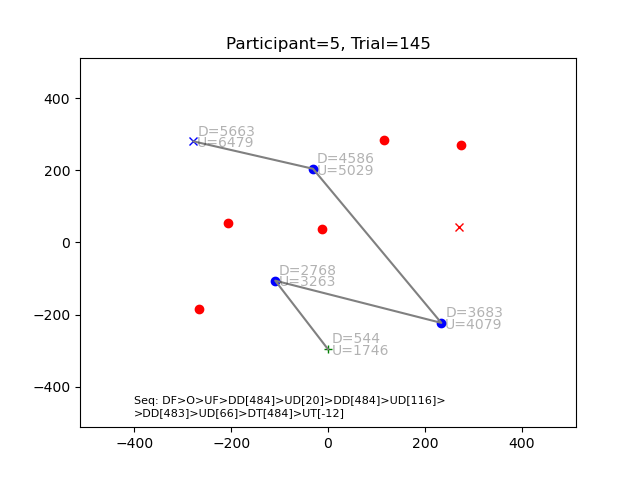 Participant=5, Trial=145
400
200
0
−200
−400
−400
−200
0
200
400
D=5663
U=6479
D=4586
U=5029
D=2768
U=3263
D=3683
U=4079
D=544
U=1746
Seq: DF>O>UF>DD[484]>UD[20]>DD[484]>UD[116]>
>DD[483]>UD[66]>DT[484]>UT[-12]